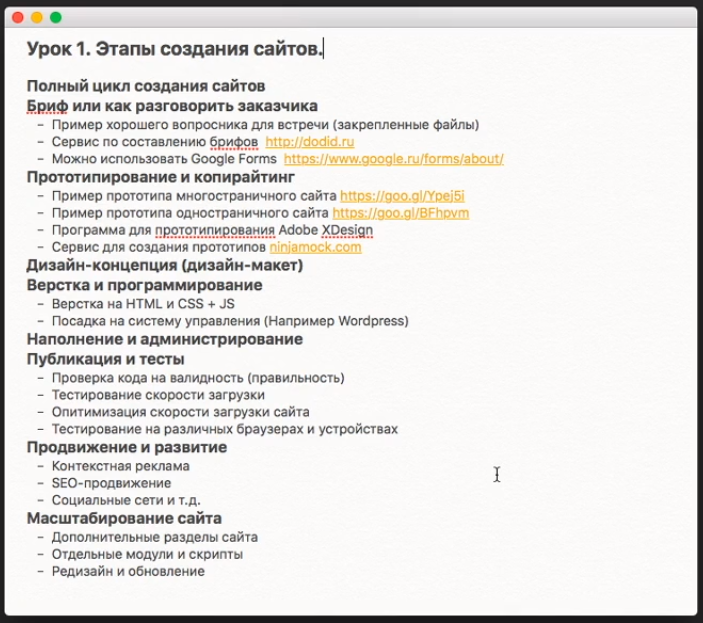 Урок 1. Этапы создания сайтов.
Полный цикл создания сайтов
Бриф или как разговорить заказчика
– Пример хорошего вопросника для встречи (закрепленные файлы)
– Сервис по составлению брифов http://dodid.ru
– Можно использовать Google Forms https://www.google.ru/forms/about/
Прототипирование и копирайтинг
– Пример прототипа многостраничного сайта https://goo.gl/Ypej5i
– Пример прототипа одностраничного сайта https://goo.gl/BFhpvm
– Программа для прототипирования Adobe XDesign
– Сервис для создания прототипов ninjamock.com
Дизайн-концепция (дизайн-макет)
Верстка и программирование
– Верстка на HTML и CSS + JS
– Посадка на систему управления (Например Wordpress)
Наполнение и администрирование
Публикация и тесты
– Проверка кода на валидность (правильность)
– Тестирование скорости загрузки
– Опитимизация скорости загрузки сайта
– Тестирование на различных браузерах и устройствах
Продвижение и развитие
– Контекстная реклама
– SEO-продвижение
– Социальные сети и т.д.
Масштабирование сайта
– Дополнительные разделы сайта
– Отдельные модули и скрипты
– Редизайн и обновление